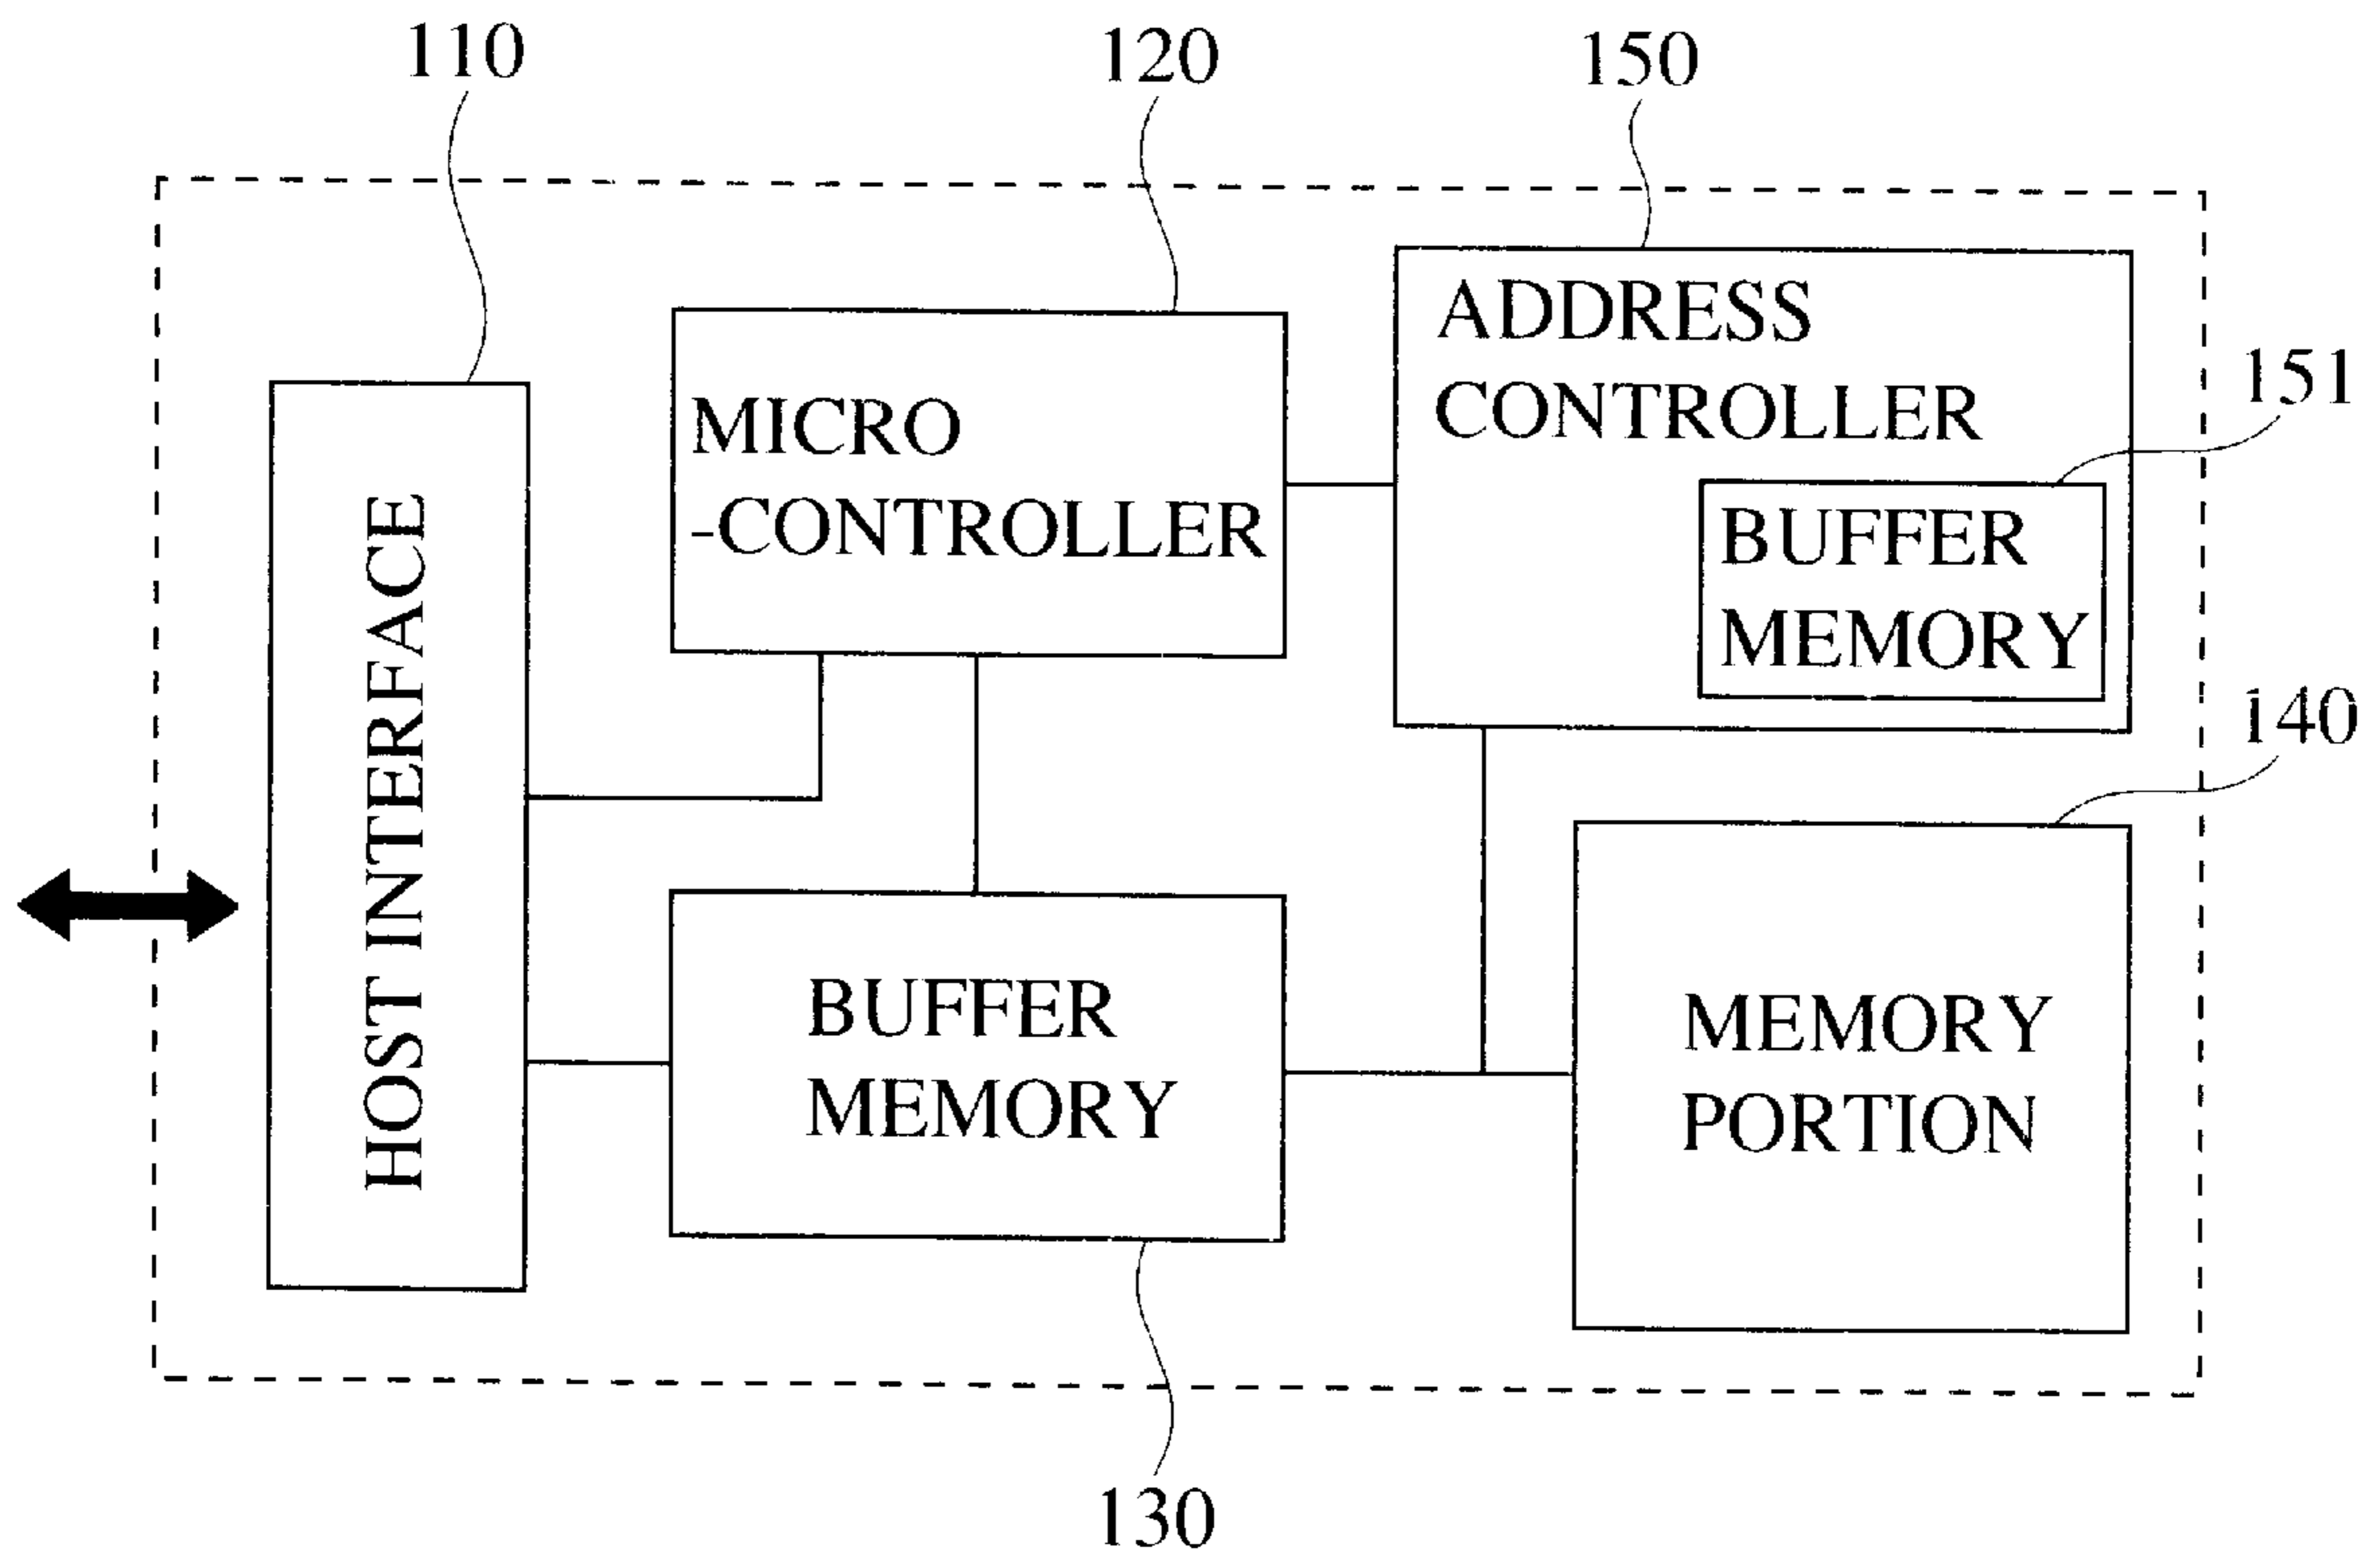 110
120
150
ADDRESS
CONTROLLER
151
MICRO
-CONTROLLER
BUFFER
MEMORY
HOST INTERFACE
140
BUFFER
MEMORY
MEMORY
PORTION
130